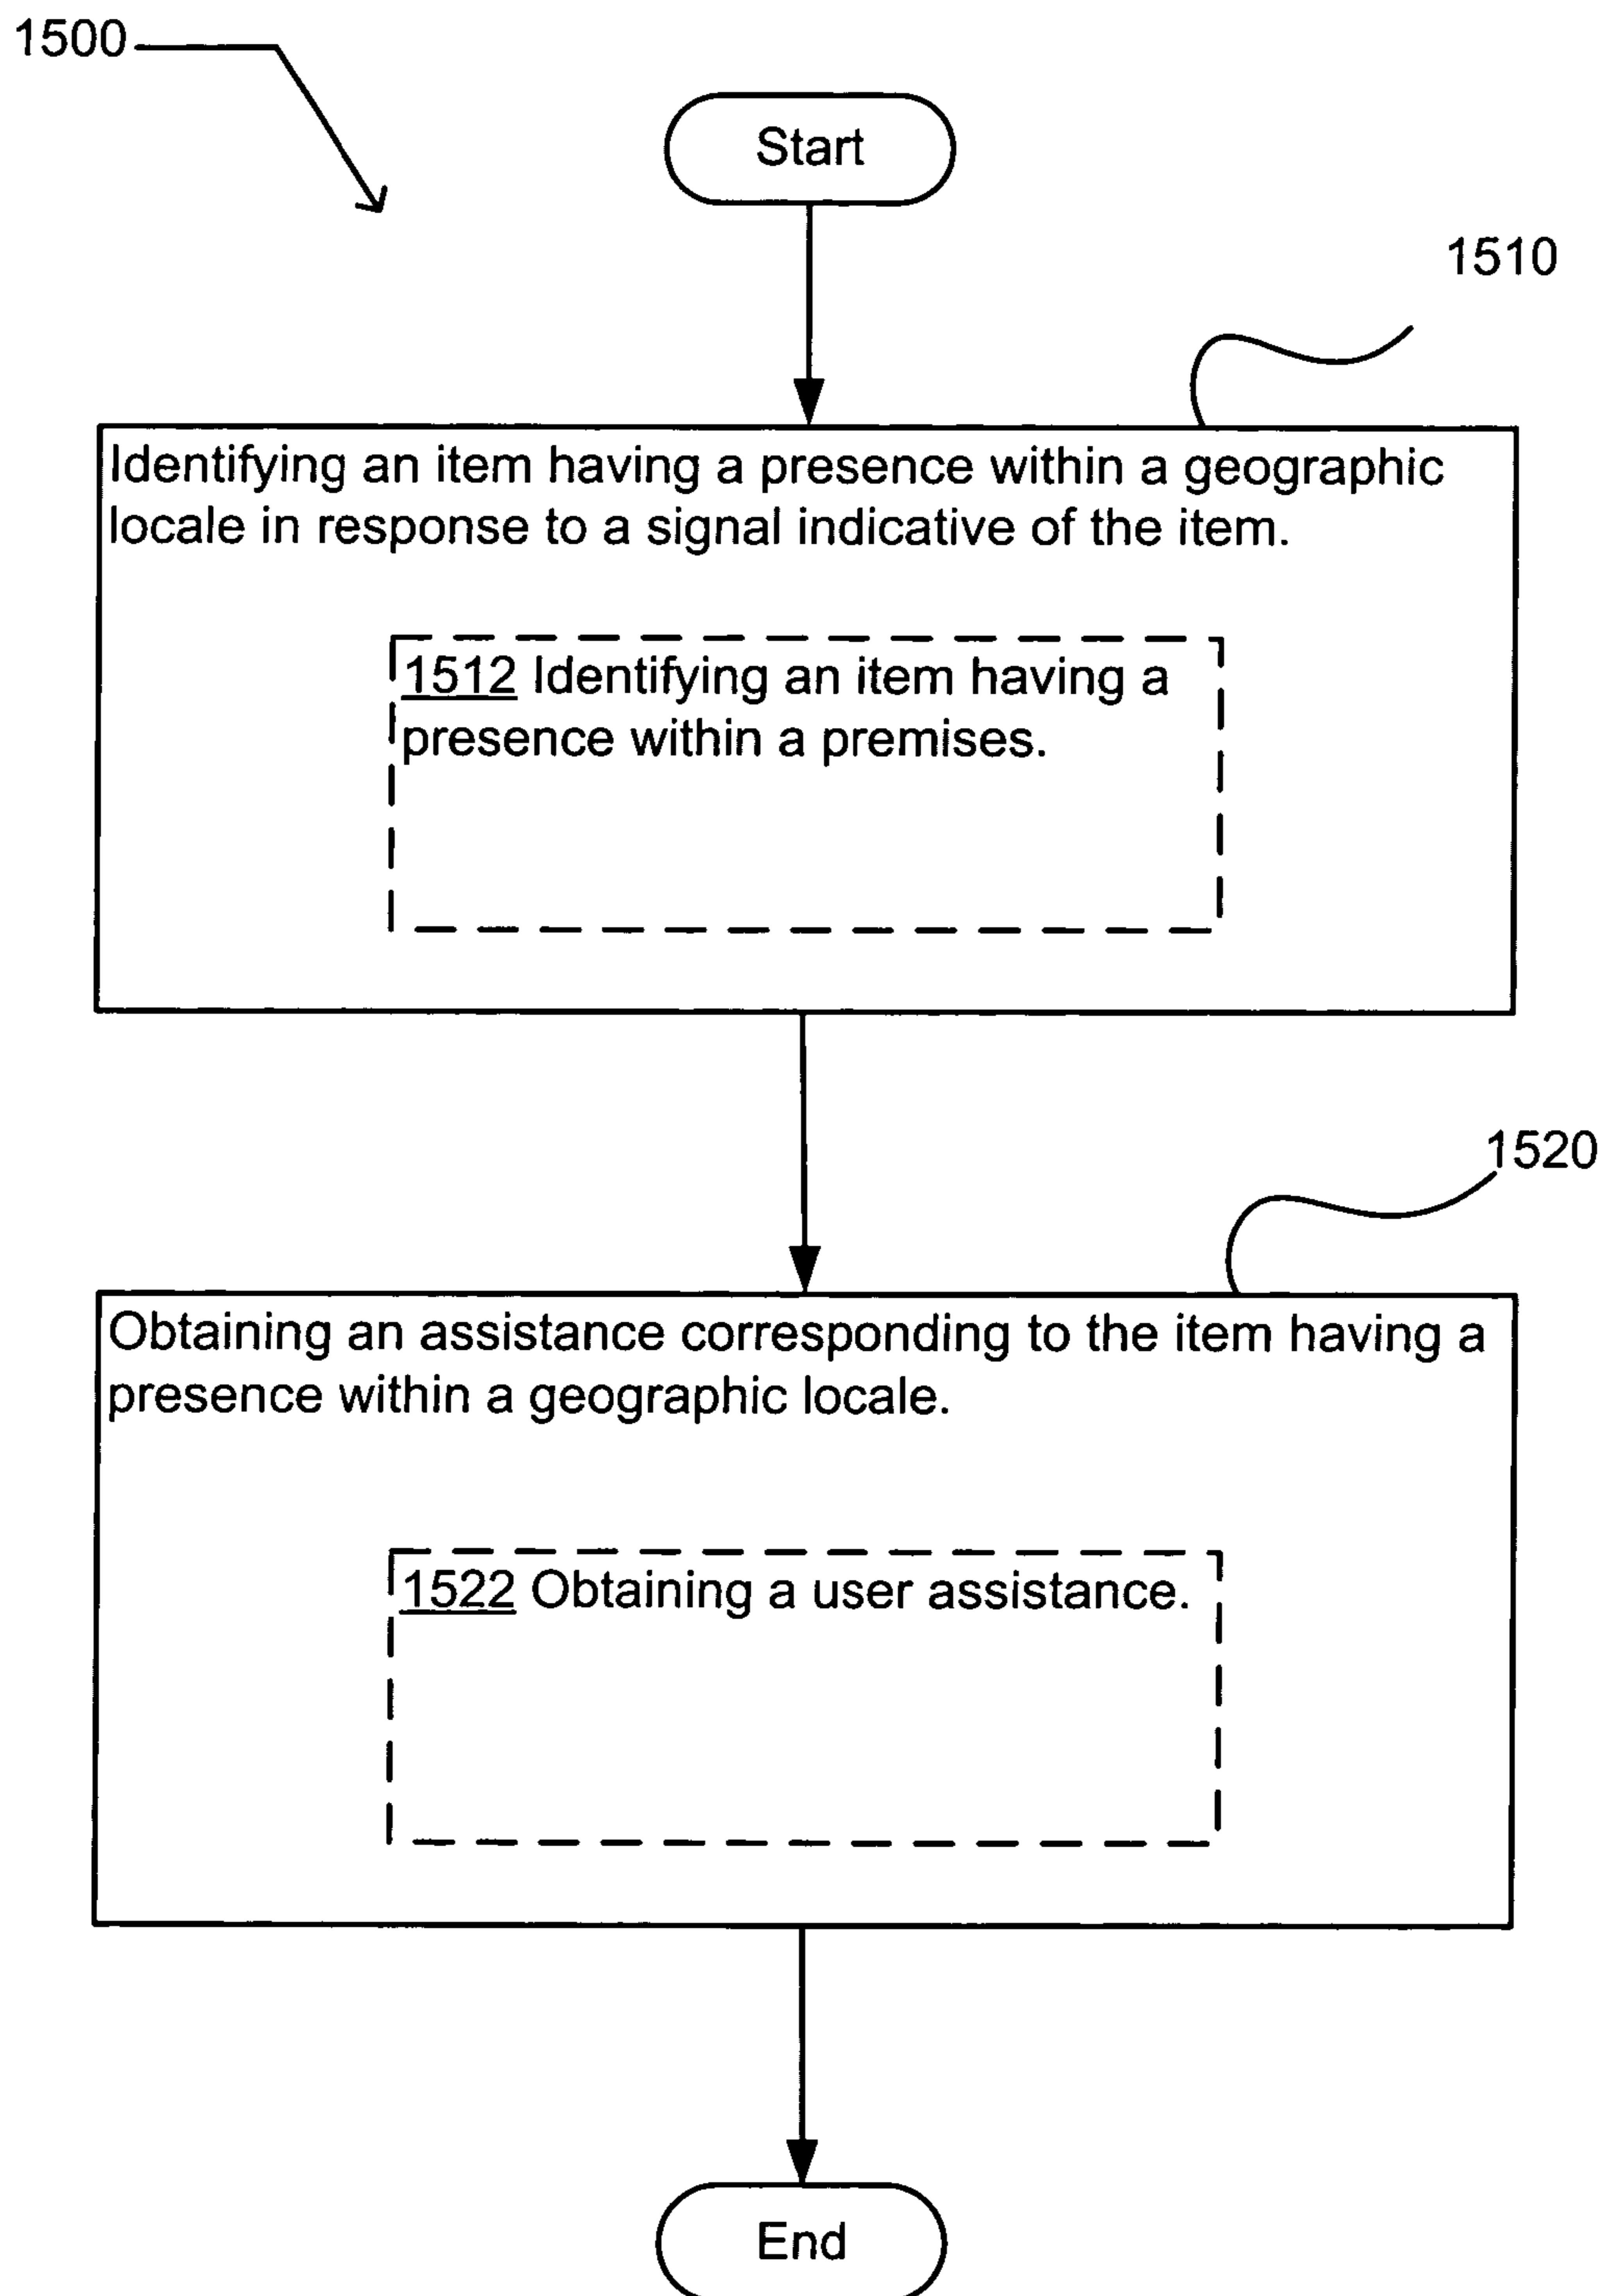 1500
Start
1510
Identifying an item having a presence within a geographic
locale in response to a signal indicative of the item.
1512 Identifying an item having a
presence within a premises.
1520
Obtaining an assistance corresponding to the item having a
presence within a geographic locale.
1522 Obtaining a user assistance.
End